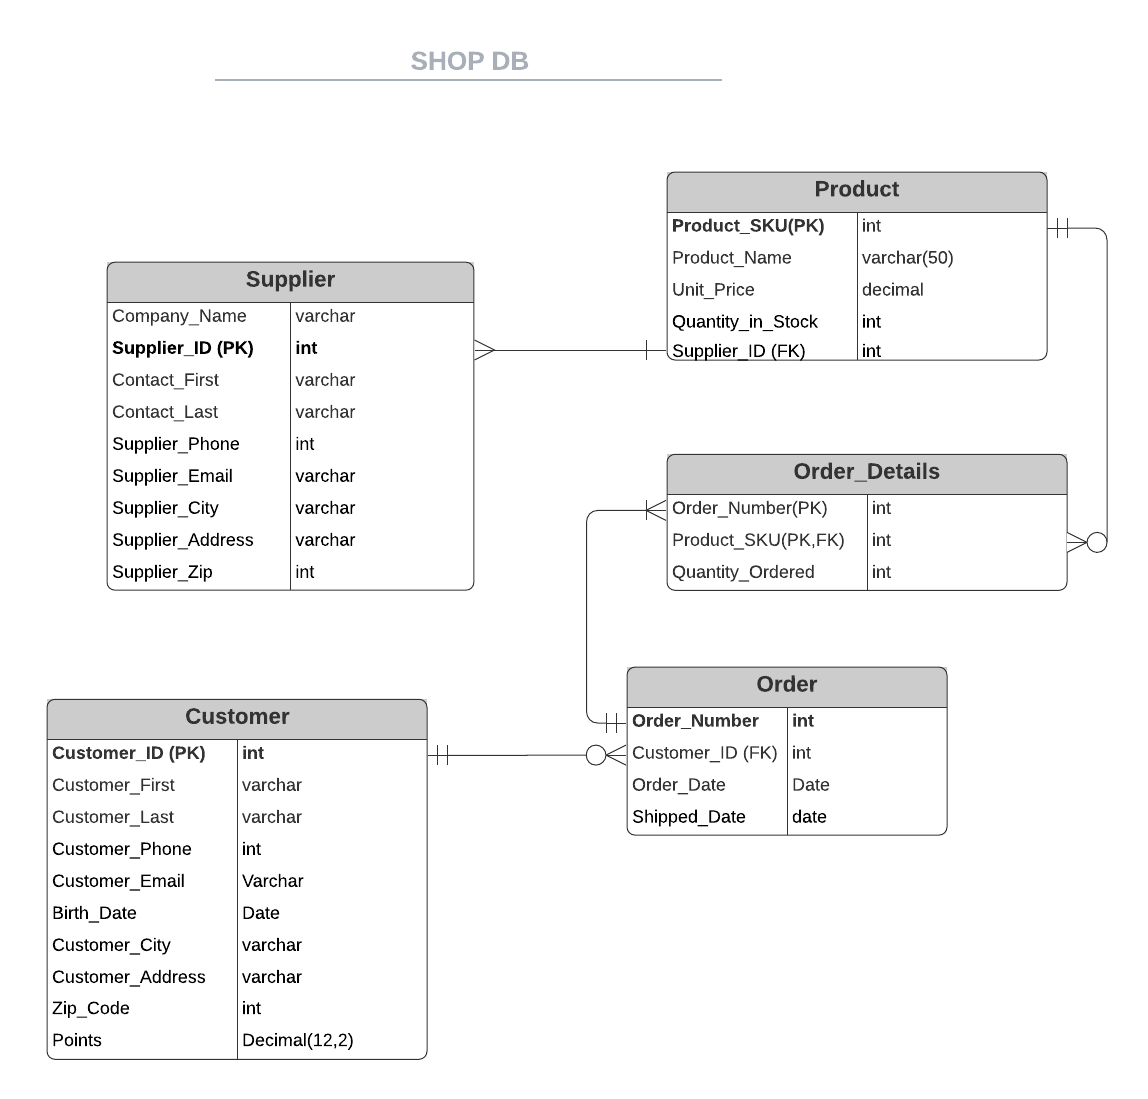 SHOP DB
Product
Product_SKU(PK) int
Product_Name varchar(50)
Unit_Price decimal
Quantity_in_Stock int
Supplier_ID (FK) int
Supplier
Company_Name varchar
Supplier_ID (PK) int
Contact_First varchar
Contact_Last varchar
Supplier_Phone int
Supplier_Email varchar
Supplier_City varchar
Supplier_Address varchar
Supplier_Zip int
Order_Details
Order_Number(PK) int
Product_SKU(PK,FK) int
Quantity_Ordered int
Order
Order_Number int
Customer_ID (FK) int
Order_Date Date
Shipped_Date date
Customer
Customer_ID (PK) int
Customer_First varchar
Customer_Last varchar
Customer_Phone int
Customer_Email Varchar
Birth_Date Date
Customer_City varchar
Customer_Address varchar
Zip_Code int
Points Decimal(12,2)